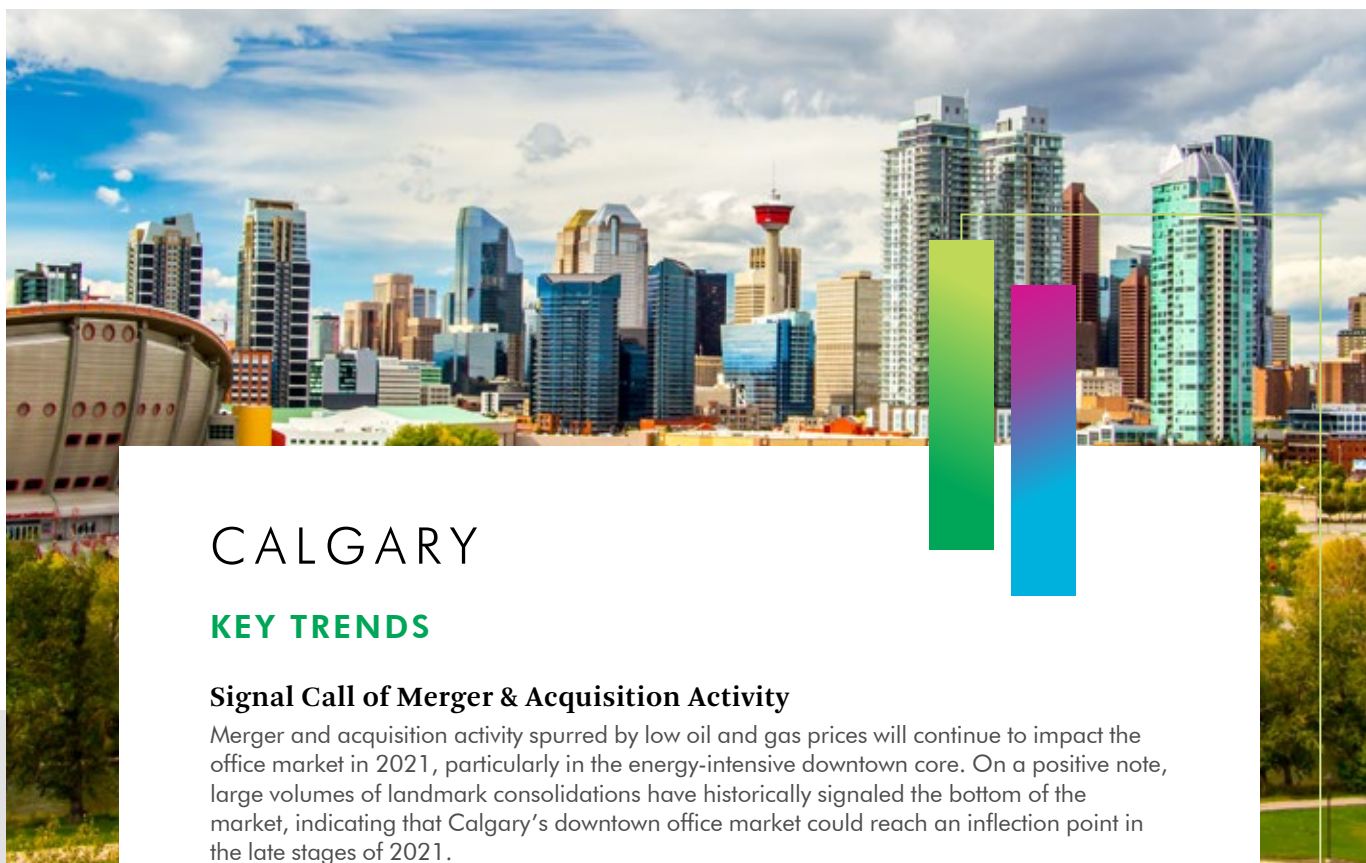 CALGARY
KEY TRENDS
Signal Call of Merger & Acquisition Activity
Merger and acquisition activity spurred by low oil and gas prices will continue to impact the
office market in 2021, particularly in the energy-intensive downtown core. On a positive note,
large volumes of landmark consolidations have historically signaled the bottom of the
market, indicating that Calgary’s downtown office market could reach an inflection point in
the late stages of 2021.